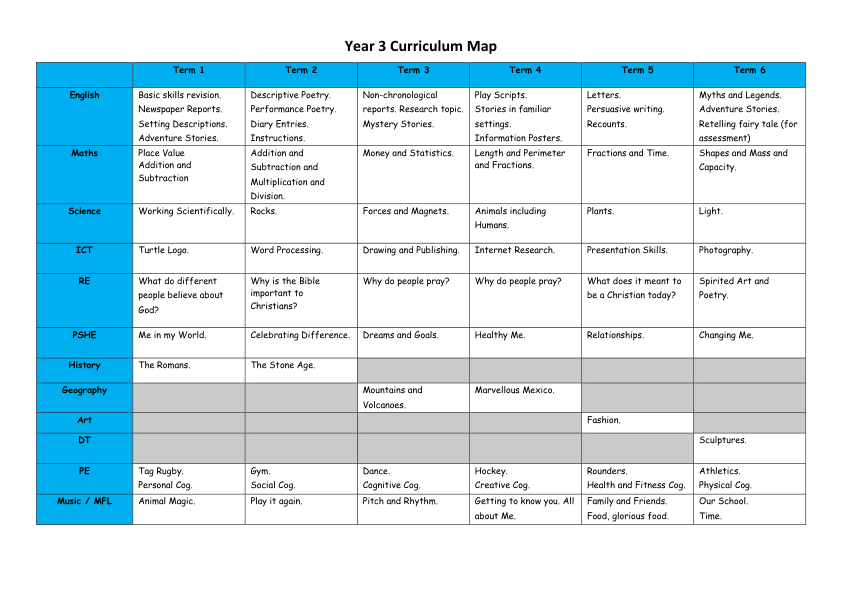 Year 3 Curriculum Map
Term 1 Term 2 Term 3 Term 4 Term 5 Term 6
English
Basic skills revision.
Newspaper Reports.
Setting Descriptions.
Adventure Stories.
Descriptive Poetry.
Performance Poetry.
Diary Entries.
Instructions.
Non-chronological
reports. Research topic.
Mystery Stories.
Play Scripts.
Stories in familiar
settings.
Information Posters.
Letters.
Persuasive writing.
Recounts.
Myths and Legends.
Adventure Stories.
Retelling fairy tale (for
assessment)
Maths
Place Value
Addition and
Subtraction
Addition and
Subtraction and
Multiplication and
Division.
Money and Statistics.
Length and Perimeter
and Fractions.
Fractions and Time.
Shapes and Mass and
Capacity.
Science
Working Scientifically.
Rocks.
Forces and Magnets.
Animals including
Humans.
Plants.
Light.
ICT
Turtle Logo.
Word Processing.
Drawing and Publishing.
Internet Research.
Presentation Skills.
Photography.
RE
What do different
people believe about
God?
Why is the Bible
important to
Christians?
Why do people pray?
Why do people pray?
What does it meant to
be a Christian today?
Spirited Art and
Poetry.
PSHE
Me in my World.
Celebrating Difference.
Dreams and Goals.
Healthy Me.
Relationships.
Changing Me.
History
The Romans.
The Stone Age.
Geography
Mountains and
Volcanoes.
Marvellous Mexico.
Art
Fashion.
DT
Sculptures.
PE
Tag Rugby.
Personal Cog.
Gym.
Social Cog.
Dance.
Cognitive Cog.
Hockey.
Creative Cog.
Rounders.
Health and Fitness Cog.
Athletics.
Physical Cog.
Music / MFL
Animal Magic.
Play it again.
Pitch and Rhythm.
Getting to know you. All
about Me.
Family and Friends.
Food, glorious food.
Our School.
Time.